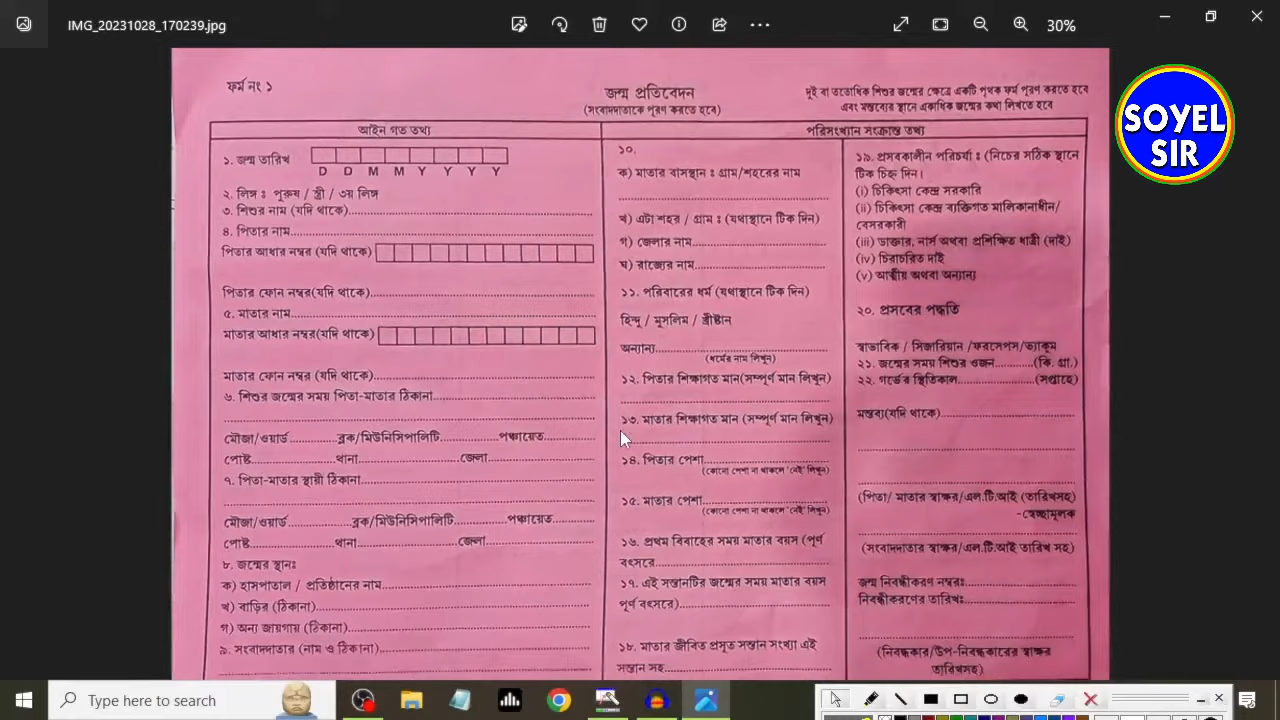 IMG_20231028_170239.jpg
30%
SOYEL
SIR
ফর্ম নং ১
জন্ম প্রতিবেদন
(সংবাদদাতাকে পূরণ করতে হবে)
দুই বা ততোধিক শিশুর জন্মের ক্ষেত্রে একটি পৃথক ফর্ম পূরণ করতে হবে
এবং মন্তব্যের স্থানে একাধিক জন্মের কথা লিখতে হবে
আইন গত তথ্য
১. জন্ম তারিখ
D D M M Y Y Y Y
২. লিঙ্গ ঃ পুরুষ / স্ত্রী / ৩য় লিঙ্গ
৩. শিশুর নাম (যদি থাকে)
৪. পিতার নাম
পিতার আধার নম্বর (যদি থাকে)
পিতার ফোন নম্বর(যদি থাকে)
৫. মাতার নাম
মাতার আধার নম্বর(যদি থাকে)
মাতার ফোন নম্বর (যদি থাকে)
৬. শিশুর জন্মের সময় পিতা-মাতার ঠিকানা
মৌজা/ওয়ার্ড ব্লক/মিউনিসিপালিটি পঞ্চায়েত
পোষ্ট থানা জেলা
৭. পিতা-মাতার স্থায়ী ঠিকানা
মৌজা/ওয়ার্ড ব্লক/মিউনিসিপালিটি পঞ্চায়েত
পোষ্ট থানা জেলা
৮. জন্মের স্থানঃ
ক) হাসপাতাল / প্রতিষ্ঠানের নাম
খ) বাড়ির (ঠিকানা)
গ) অন্য জায়গায় (ঠিকানা)
৯. সংবাদদাতার (নাম ও ঠিকানা)
পরিসংখান সংক্রান্ত তথ্য
১০.
ক) মাতার বাসস্থান ঃ গ্রাম/শহরের নাম
খ) এটা শহর / গ্রাম ঃ (যথাস্থানে টিক দিন)
গ) জেলার নাম
ঘ) রাজ্যের নাম
১১. পরিবারের ধর্ম (যথাস্থানে টিক দিন)
হিন্দু / মুসলিম / খ্রীষ্টান
অন্যান্য
(ধর্মের নাম লিখুন)
১২. পিতার শিক্ষাগত মান(সম্পূর্ণ মান লিখুন)
১৩. মাতার শিক্ষাগত মান (সম্পূর্ণ মান লিখুন)
১৪. পিতার পেশা
(কোনো পেশা না থাকলে 'নেই' লিখুন)
১৫. মাতার পেশা
(কোনো পেশা না থাকলে 'নেই' লিখুন)
১৬. প্রথম বিবাহের সময় মাতার বয়স (পূর্ণ
বৎসরে
১৭. এই সন্তানটির জন্মের সময় মাতার বয়স
পূর্ণ বৎসরে)
১৮. মাতার জীবিত প্রসূত সন্তান সংখ্যা এই
সন্তান সহ
১৯. প্রসবকালীন পরিচর্যা ঃ (নিচের সঠিক স্থানে
টিক চিহ্ন দিন।
(i) চিকিৎসা কেন্দ্র সরকারি
(ii) চিকিৎসা কেন্দ্র ব্যক্তিগত মালিকানাধীন/
বেসরকারী
(iii) ডাক্তার, নার্স অথবা প্রশিক্ষিত ধাত্রী (দাই)
(iv) চিরাচরিত দাই
(v) আত্মীয় অথবা অন্যান্য
২০. প্রসবের পদ্ধতি
স্বাভাবিক / সিজারিয়ান /ফরসেপস/ভ্যাকুম
২১. জন্মের সময় শিশুর ওজন (কি. গ্রা.)
২২. গর্ভের স্থিতিকাল (সপ্তাহে)
মন্তব্য(যদি থাকে)
(পিতা/ মাতার স্বাক্ষর/এল.টি.আই (তারিখসহ)
-স্বেচ্ছামূলক
(সংবাদদাতার স্বাক্ষর/এল.টি.আই তারিখ সহ)
জন্ম নিবন্ধীকরণ নম্বরঃ
নিবন্ধীকরণের তারিখঃ
(নিবন্ধকার/উপ-নিবন্ধকারের স্বাক্ষর
তারিখসহ)
Type here to search